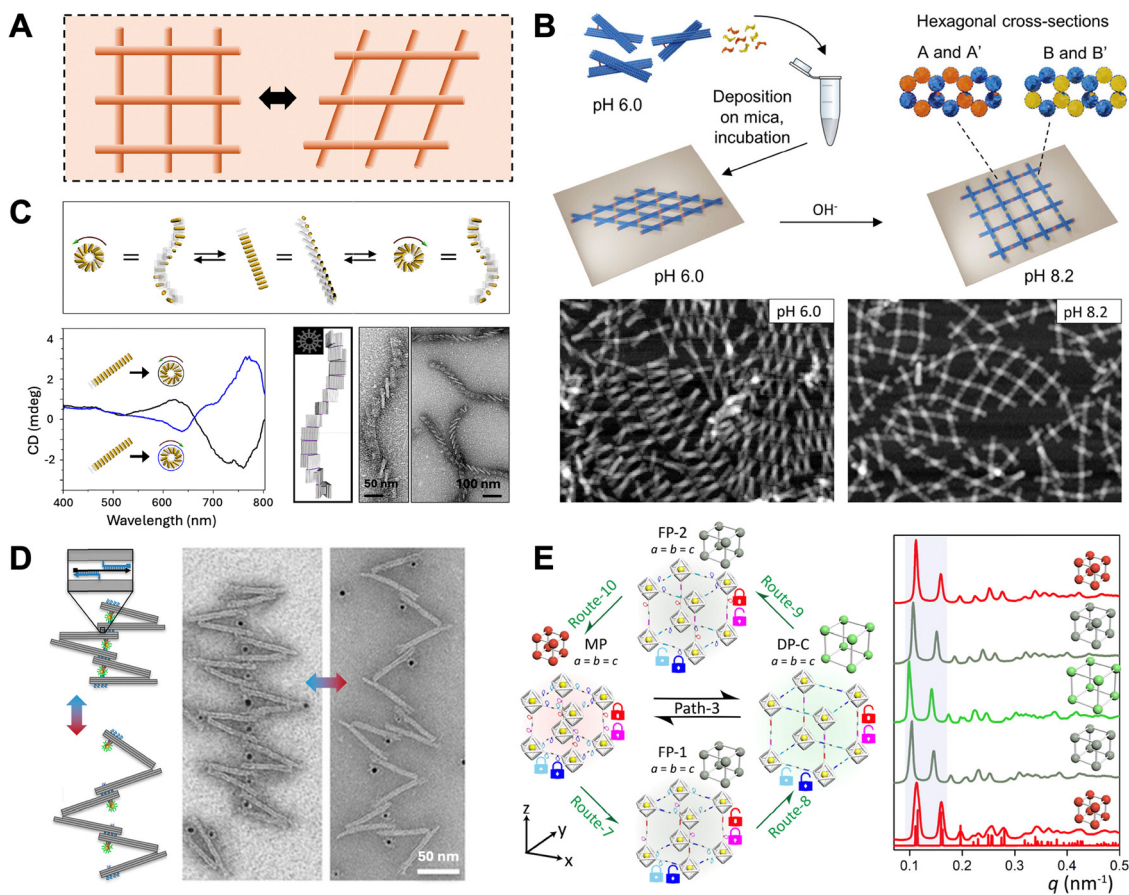 A
B
Hexagonal cross-sections
A and A'
B and B'
pH 6.0
Deposition
on mica,
incubation
OH-
pH 6.0
pH 8.2
pH 6.0
pH 8.2
C
=
=
=
4
2
0
-2
CD (mdeg)
400
500
600
700
800
Wavelength (nm)
50 nm
100 nm
D
50 nm
E
FP-2
a = b = c
Route-10
Route-9
MP
a = b = c
DP-C
a = b = c
Path-3
FP-1
a = b = c
Route-7
Route-8
z
y
x
0.1
0.2
0.3
0.4
0.5
q (nm-1)